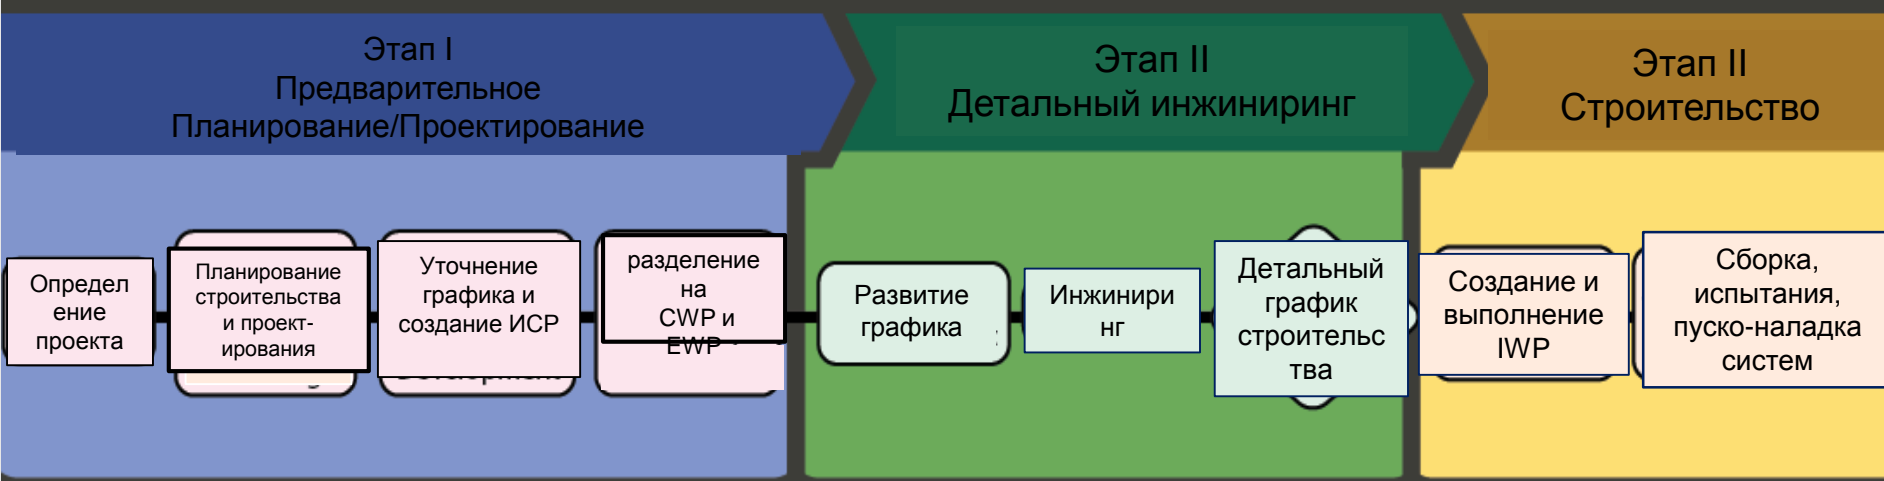 Этап I
Предварительное
Планирование/Проектирование
Этап II
Детальный инжиниринг
Этап II
Строительство
Определ
ение
проекта
Планирование
строительства
и проект-
ирования
Уточнение
графика и
создание ИСР
разделение
на
CWP и
EWP
Развитие
графика
Инжинири
нг
Детальный
график
строительс
тва
Создание и
выполнение
IWP
Сборка,
испытания,
пуско-наладка
систем